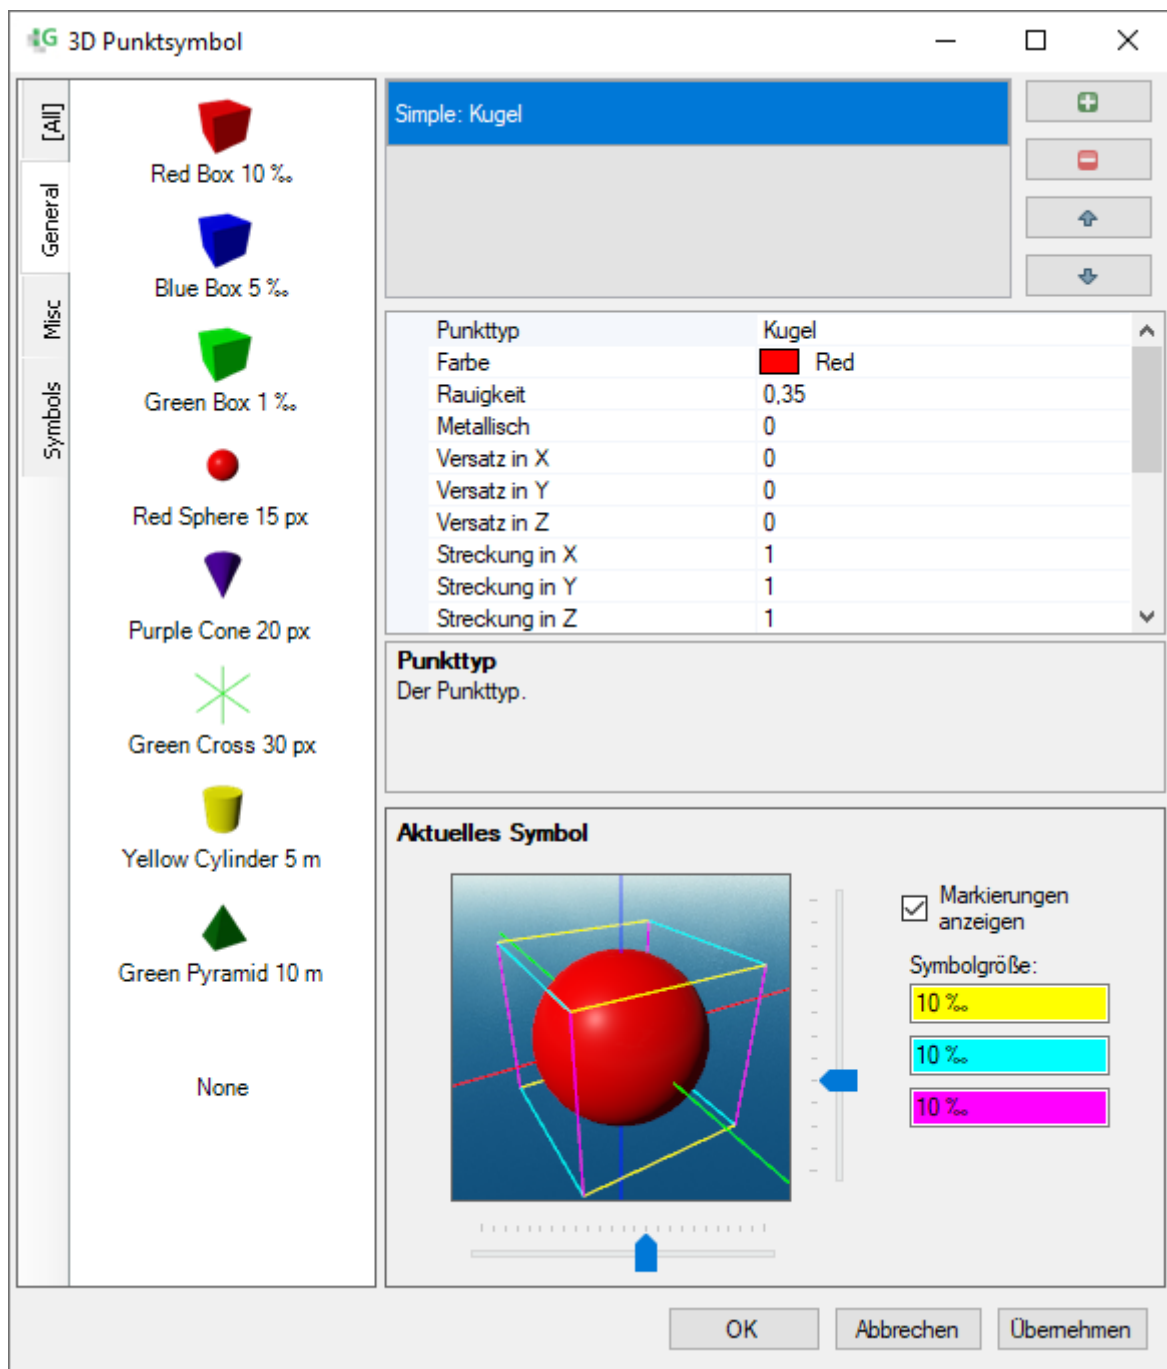 3D Punktsymbol
[All]
General
Misc
Symbols
Red Box 10 ‰
Blue Box 5 ‰
Green Box 1 ‰
Red Sphere 15 px
Purple Cone 20 px
Green Cross 30 px
Yellow Cylinder 5 m
Green Pyramid 10 m
None
Simple: Kugel
Punkttyp Kugel
Farbe Red
Rauigkeit 0,35
Metallisch 0
Versatz in X 0
Versatz in Y 0
Versatz in Z 0
Streckung in X 1
Streckung in Y 1
Streckung in Z 1
Punkttyp
Der Punkttyp.
Aktuelles Symbol
Markierungen
anzeigen
Symbolgröße:
10 ‰
10 ‰
10 ‰
OK Abbrechen Übernehmen